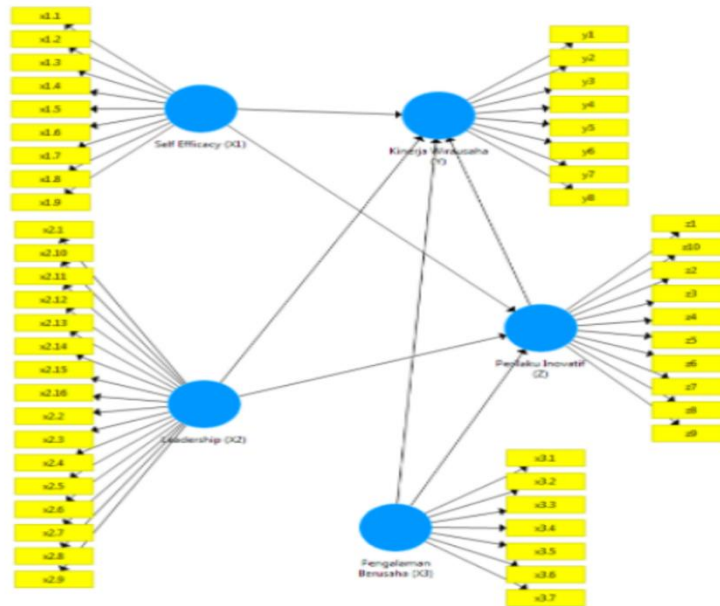 x1.1
x1.2
x1.3
x1.4
x1.5
x1.6
x1.7
x1.8
x1.9
Self Efficacy (X1)
y1
y2
y3
y4
y5
y6
y7
y8
Kinerja Wirausaha
(Y)
x2.1
x2.10
x2.11
x2.12
x2.13
x2.14
x2.15
x2.16
x2.2
x2.3
x2.4
x2.5
x2.6
x2.7
x2.8
x2.9
Leadership (X2)
z1
z10
z2
z3
z4
z5
z6
z7
z8
z9
Perilaku Inovatif
(Z)
x3.1
x3.2
x3.3
x3.4
x3.5
x3.6
x3.7
Pengalaman
Berusaha (X3)